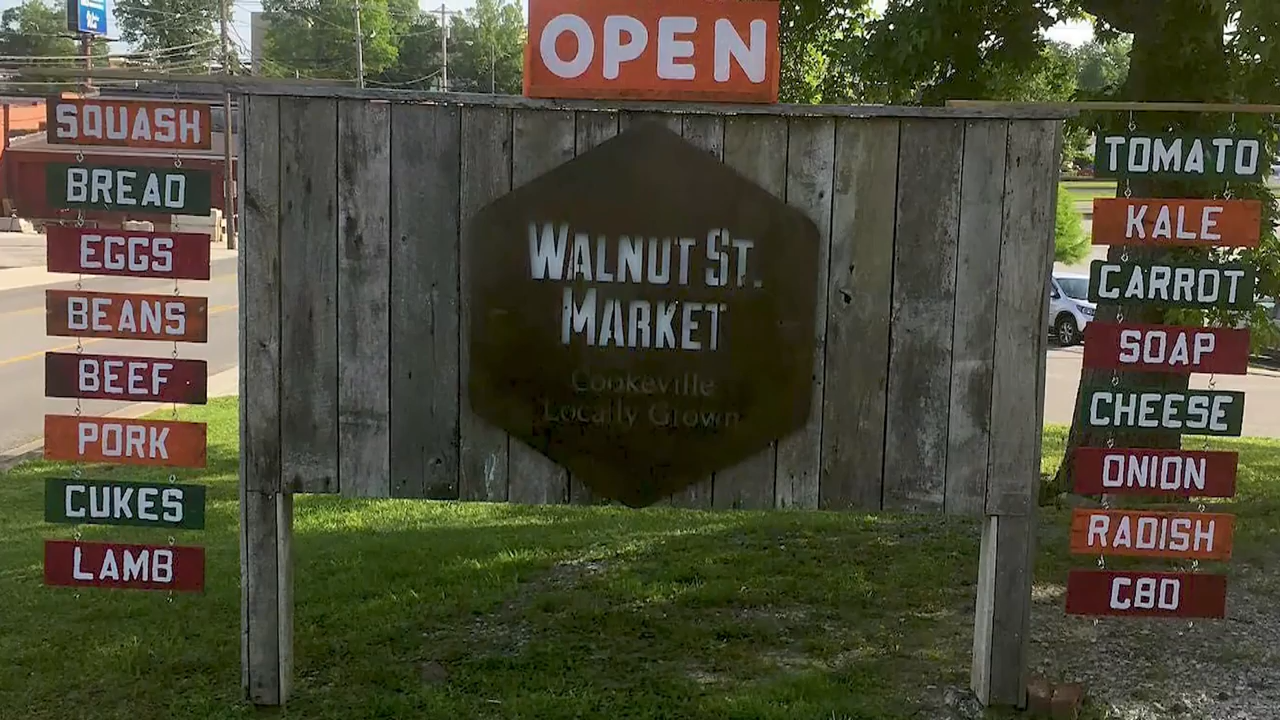 OPEN
SQUASH
BREAD
EGGS
BEANS
BEEF
PORK
CUKES
LAMB
WALNUT ST.
MARKET
Cookeville
Locally Grown
TOMATO
KALE
CARROT
SOAP
CHEESE
ONION
RADISH
CBD